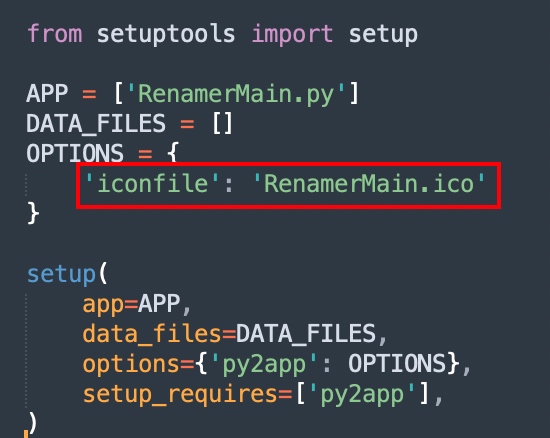 from setuptools import setup
APP = ['RenamerMain.py']
DATA_FILES = []
OPTIONS = {
'iconfile': 'RenamerMain.ico'
}
setup(
app=APP,
data_files=DATA_FILES,
options={'py2app': OPTIONS},
setup_requires=['py2app'],
)